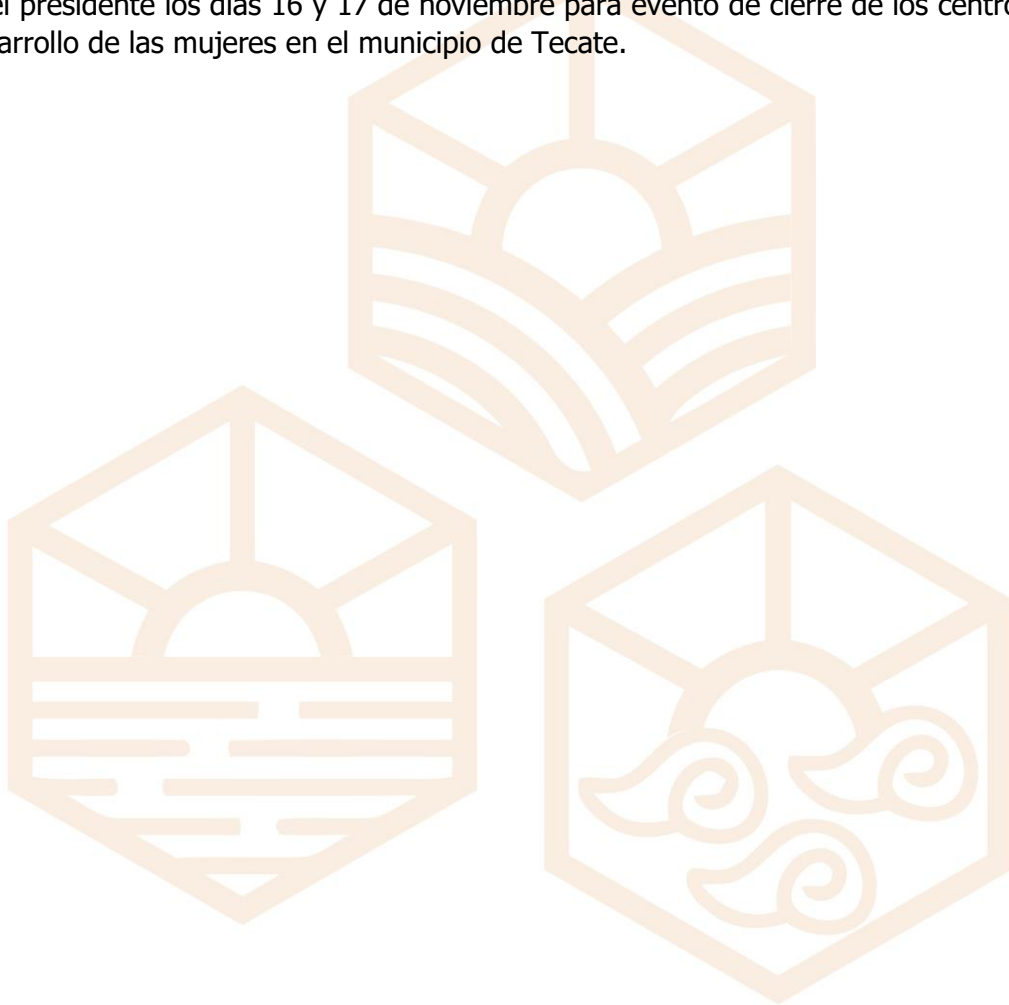 el presidente los días 16 y 17 de noviembre para evento de cierre de los centro
arrollo de las mujeres en el municipio de Tecate.